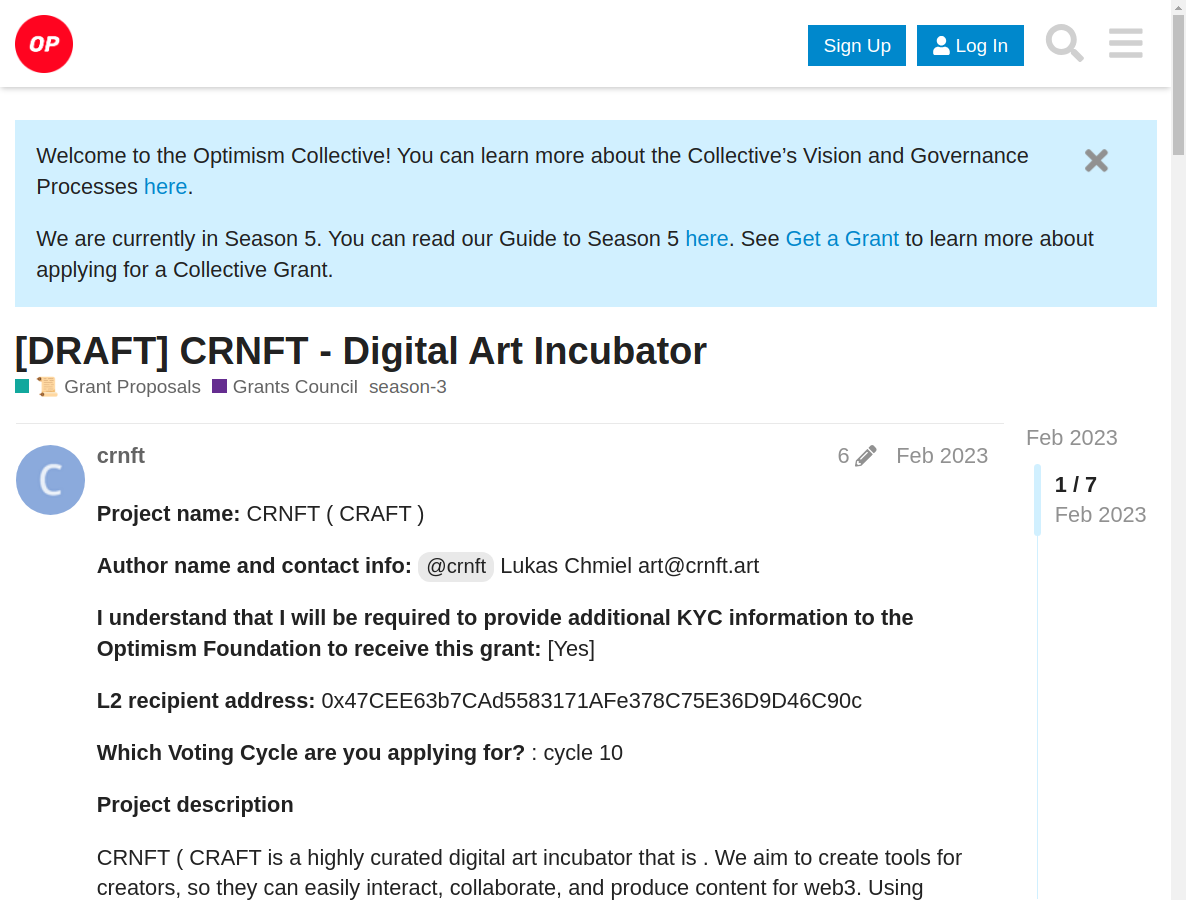 OP
Sign Up
Log In
Welcome to the Optimism Collective! You can learn more about the Collective’s Vision and Governance
Processes here.
We are currently in Season 5. You can read our Guide to Season 5 here. See Get a Grant to learn more about
applying for a Collective Grant.
[DRAFT] CRNFT - Digital Art Incubator
📜 Grant Proposals Grants Council season-3
C
crnft
6
Feb 2023
Project name: CRNFT ( CRAFT )
Author name and contact info: @crnft Lukas Chmiel art@crnft.art
I understand that I will be required to provide additional KYC information to the
Optimism Foundation to receive this grant: [Yes]
L2 recipient address: 0x47CEE63b7CAd5583171AFe378C75E36D9D46C90c
Which Voting Cycle are you applying for? : cycle 10
Project description
CRNFT ( CRAFT is a highly curated digital art incubator that is . We aim to create tools for
creators, so they can easily interact, collaborate, and produce content for web3. Using
Feb 2023
1 / 7
Feb 2023